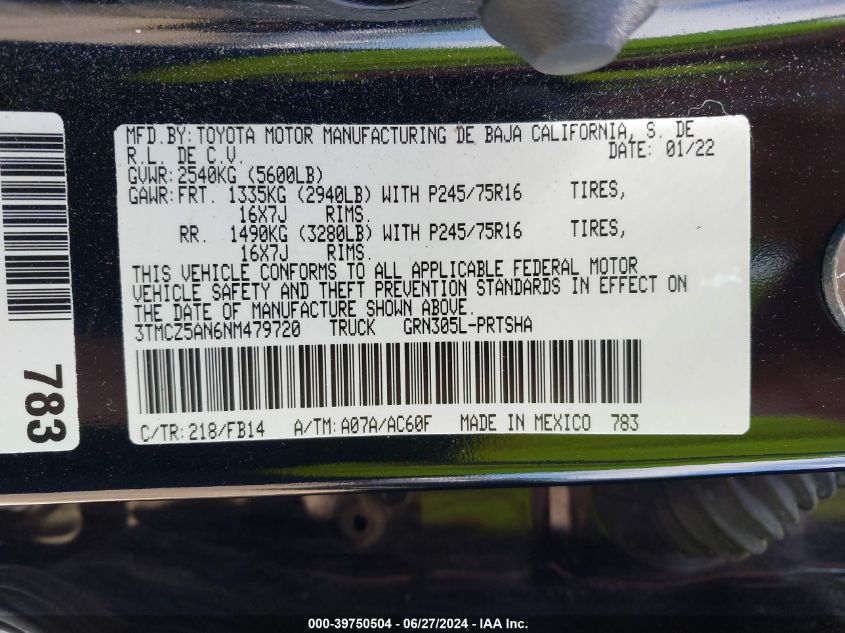 MFD.BY:TOYOTA MOTOR MANUFACTURING DE BAJA CALIFORNIA, S. DE
R.L. DE C.V. DATE: 01/22
GVWR:2540KG (5600LB)
GAWR:FRT. 1335KG (2940LB) WITH P245/75R16 TIRES,
16X7J RIMS.
RR. 1490KG (3280LB) WITH P245/75R16 TIRES,
16X7J RIMS.
THIS VEHICLE CONFORMS TO ALL APPLICABLE FEDERAL MOTOR
VEHICLE SAFETY AND THEFT PREVENTION STANDARDS IN EFFECT ON
THE DATE OF MANUFACTURE SHOWN ABOVE.
3TMCZ5AN6NM479720 TRUCK GRN305L-PRTSHA
C/TR:218/FB14 A/TM:A07A/AC60F MADE IN MEXICO 783
783
000-39750504 - 06/27/2024 - IAA Inc.